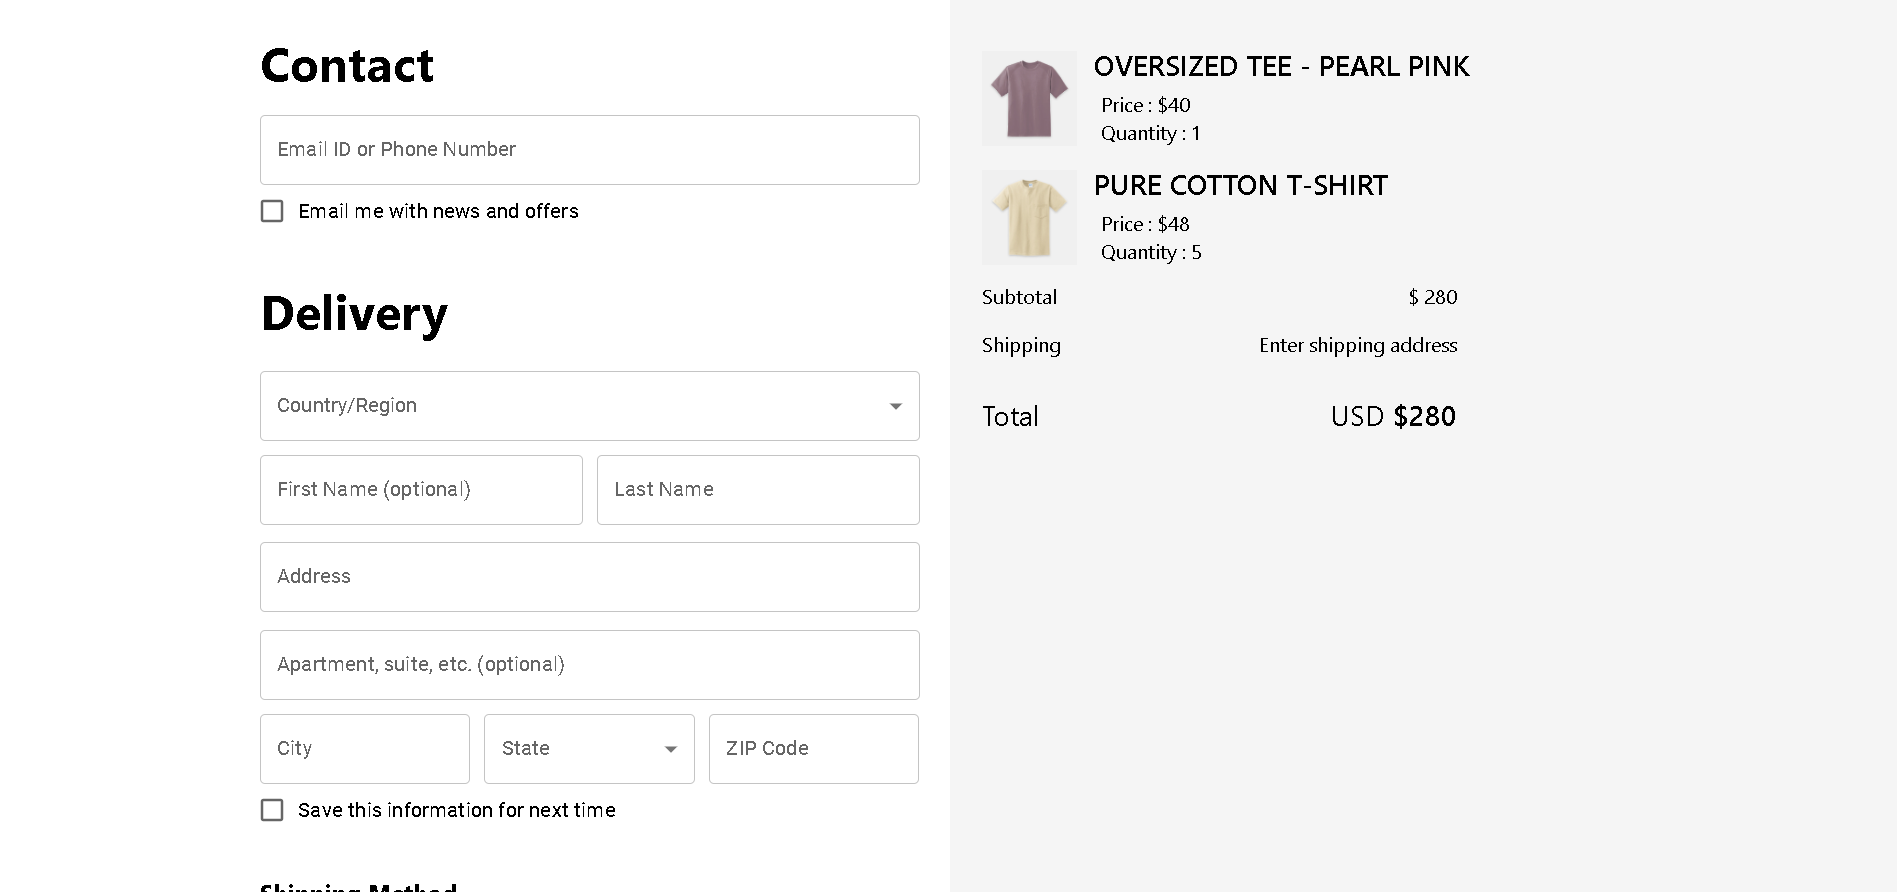 Contact
Email ID or Phone Number
Email me with news and offers
Delivery
Country/Region
First Name (optional)
Last Name
Address
Apartment, suite, etc. (optional)
City
State
ZIP Code
Save this information for next time
Shipping Method
OVERSIZED TEE - PEARL PINK
Price : $40
Quantity : 1
PURE COTTON T-SHIRT
Price : $48
Quantity : 5
Subtotal $ 280
Shipping Enter shipping address
Total USD $280